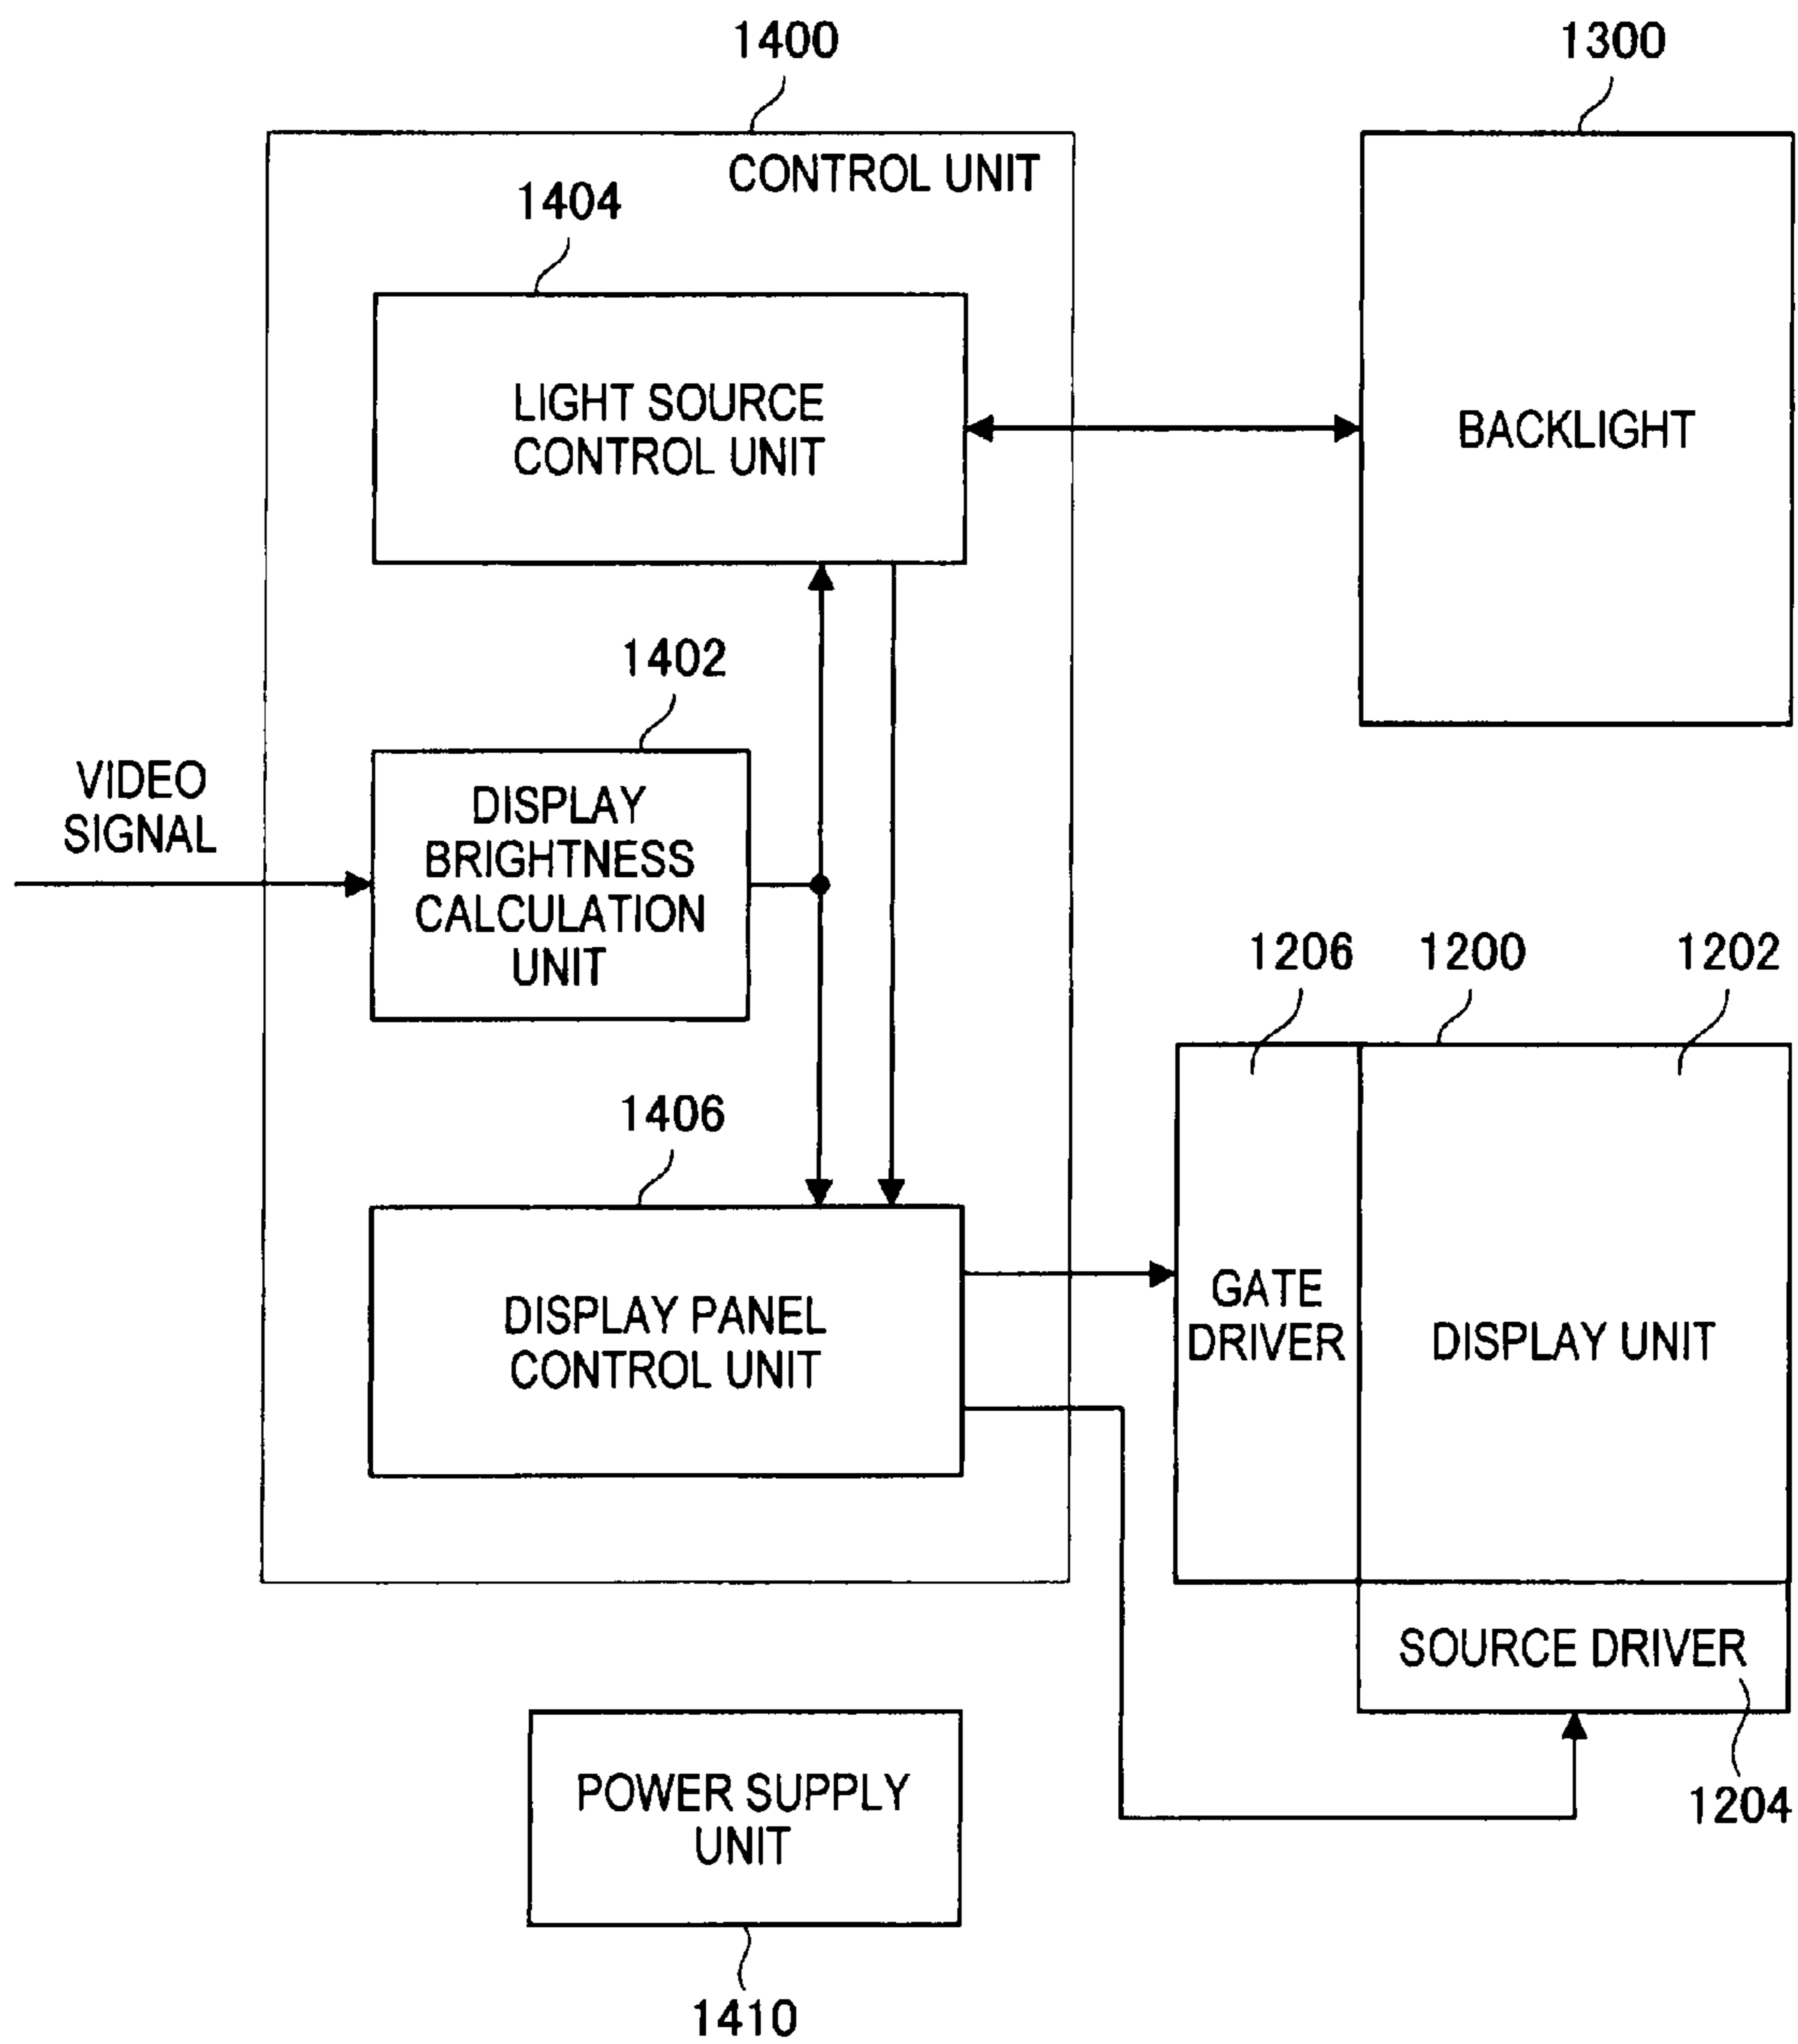 1400
1300
CONTROL UNIT
1404
LIGHT SOURCE
CONTROL UNIT
BACKLIGHT
1402
VIDEO
SIGNAL
DISPLAY
BRIGHTNESS
CALCULATION
UNIT
1206
1200
1202
1406
DISPLAY PANEL
CONTROL UNIT
GATE
DRIVER
DISPLAY UNIT
SOURCE DRIVER
1204
POWER SUPPLY
UNIT
1410